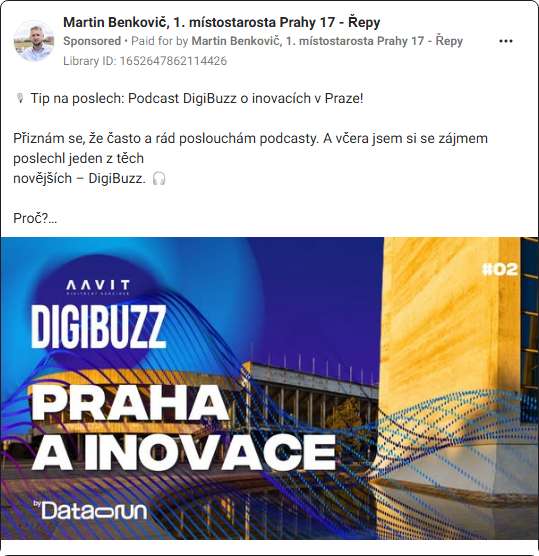 Martin Benkovič, 1. místostarosta Prahy 17 - Řepy
Sponsored • Paid for by Martin Benkovič, 1. místostarosta Prahy 17 - Řepy
Library ID: 1652647862114426
🎙 Tip na poslech: Podcast DigiBuzz o inovacích v Praze!
Přiznám se, že často a rád poslouchám podcasty. A včera jsem si se zájmem
poslechl jeden z těch
novějších – DigiBuzz. 🎧
Proč?...
#02
AAVIT
DIGIBUZZ
PRAHA
A INOVACE
by Datarun